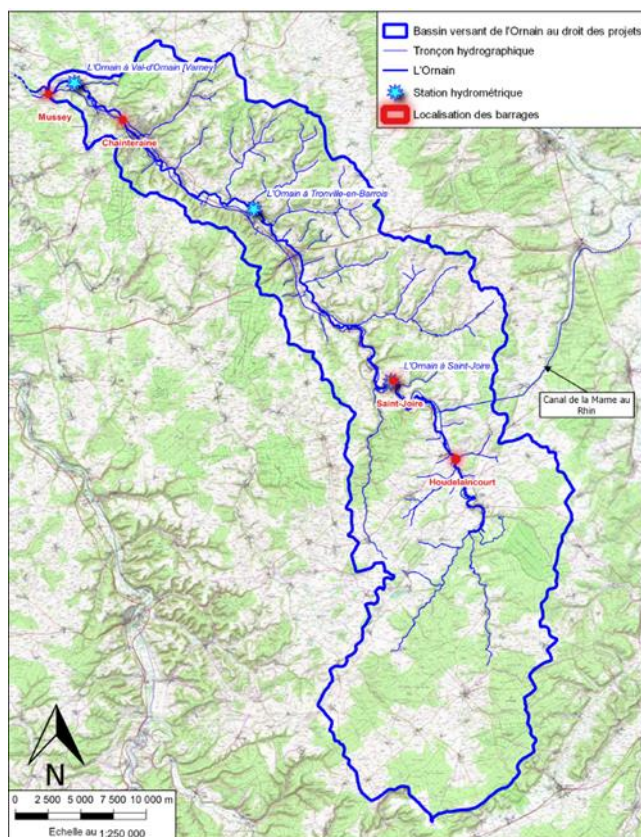 Bassin versant de l'Ornain au droit des projets
Tronçon hydrographique
L'Ornain
Station hydrométrique
Localisation des barrages
L'Ornain à Val-d'Ornain [Varney]
Mussey
Chainteraine
L'Ornain à Tronville-en-Barrois
L'Ornain à Saint-Joire
Saint-Joire
Canal de la Marne au
Rhin
Houdelaincourt
N
0 2 500 5 000 7 500 10 000 m
Echelle au 1:250 000